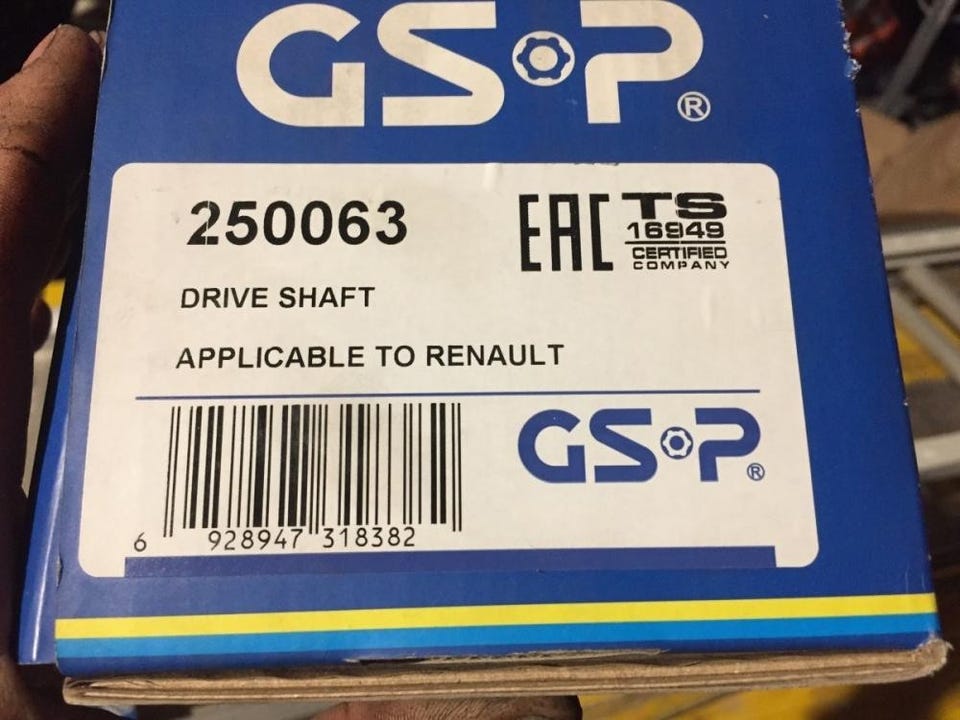 GSP®
250063
EAC
TS
16949
CERTIFIED
COMPANY
DRIVE SHAFT
APPLICABLE TO RENAULT
GSP®
6 928947 318382